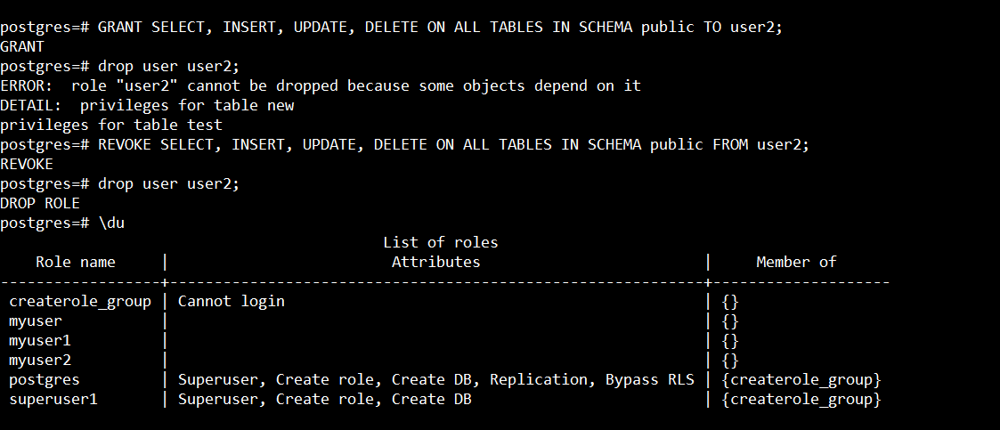 postgres=# GRANT SELECT, INSERT, UPDATE, DELETE ON ALL TABLES IN SCHEMA public TO user2;
GRANT
postgres=# drop user user2;
ERROR:  role "user2" cannot be dropped because some objects depend on it
DETAIL:  privileges for table new
privileges for table test
postgres=# REVOKE SELECT, INSERT, UPDATE, DELETE ON ALL TABLES IN SCHEMA public FROM user2;
REVOKE
postgres=# drop user user2;
DROP ROLE
postgres=# \du
                                           List of roles
    Role name     |                         Attributes                         |     Member of
------------------+------------------------------------------------------------+--------------------
 createrole_group | Cannot login                                               | {}
 myuser           |                                                            | {}
 myuser1          |                                                            | {}
 myuser2          |                                                            | {}
 postgres         | Superuser, Create role, Create DB, Replication, Bypass RLS | {createrole_group}
 superuser1       | Superuser, Create role, Create DB                          | {createrole_group}